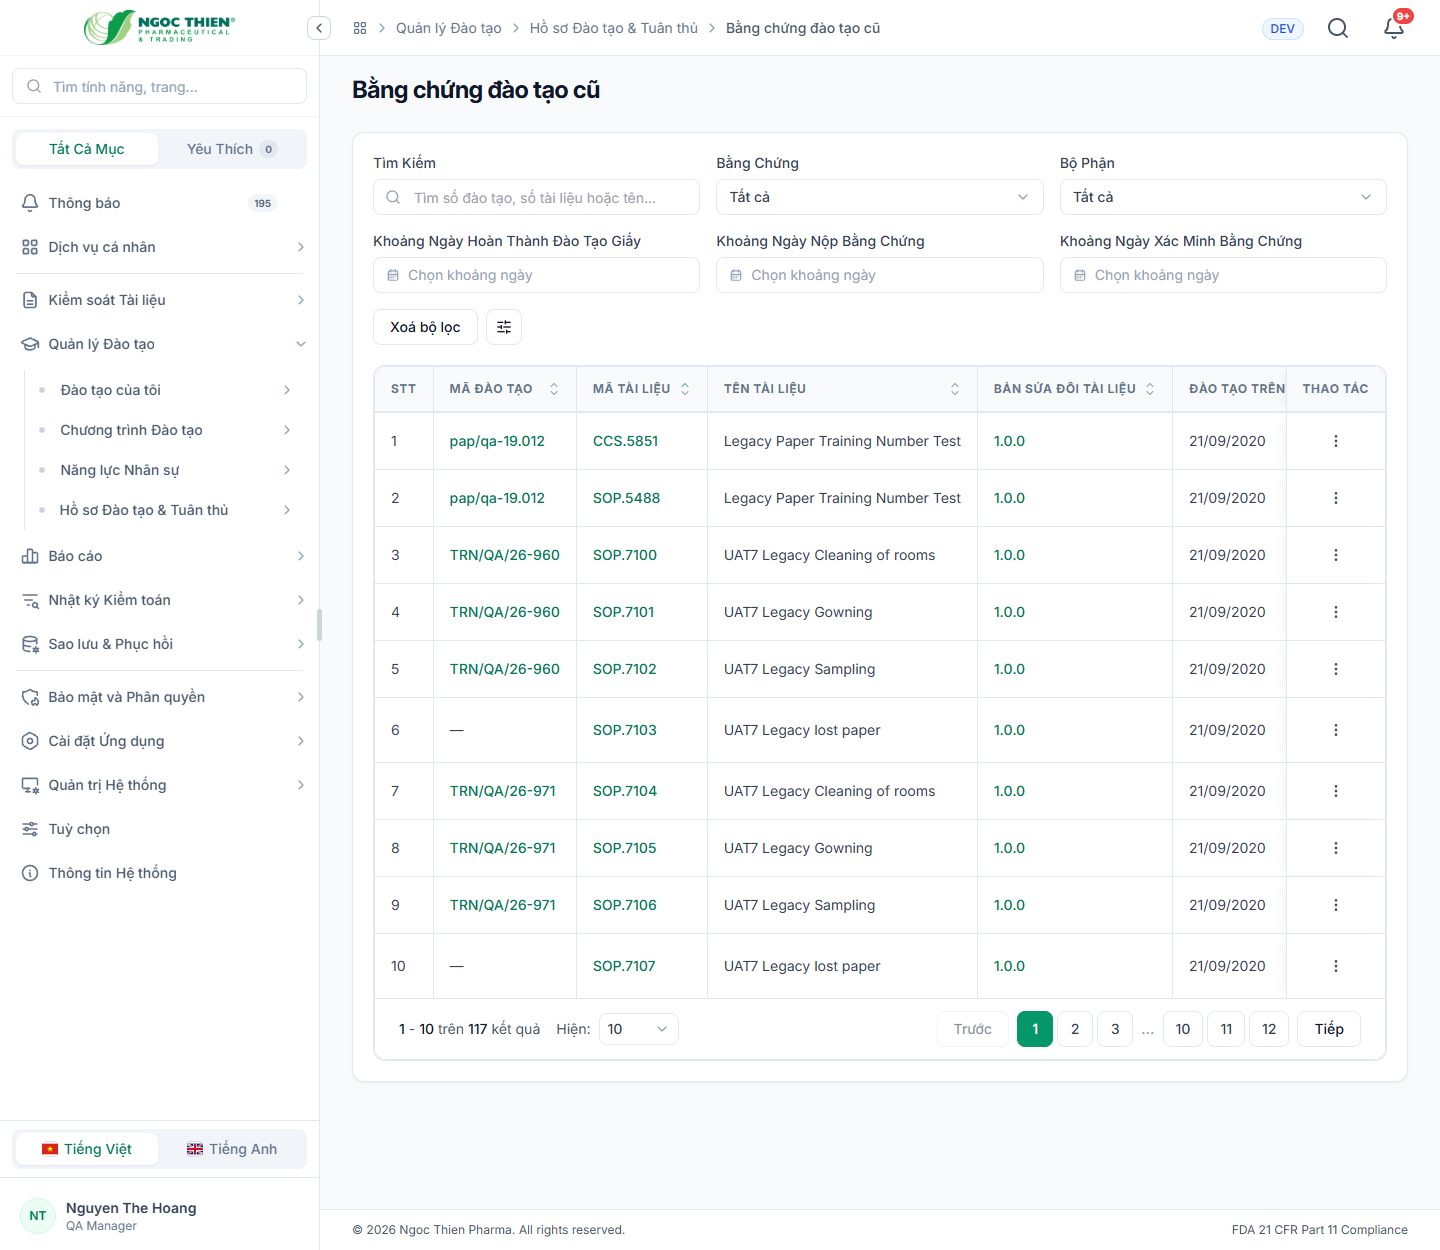 NGOC THIEN®
PHARMACEUTICAL
& TRADING
Quản lý Đào tạo
Hồ sơ Đào tạo & Tuân thủ
Bằng chứng đào tạo cũ
DEV
9+
Tìm tính năng, trang...
Tất Cả Mục
Yêu Thích 0
Thông báo 195
Dịch vụ cá nhân
Kiểm soát Tài liệu
Quản lý Đào tạo
Đào tạo của tôi
Chương trình Đào tạo
Năng lực Nhân sự
Hồ sơ Đào tạo & Tuân thủ
Báo cáo
Nhật ký Kiểm toán
Sao lưu & Phục hồi
Bảo mật và Phân quyền
Cài đặt Ứng dụng
Quản trị Hệ thống
Tuỳ chọn
Thông tin Hệ thống
Tiếng Việt
Tiếng Anh
NT
Nguyen The Hoang
QA Manager
Bằng chứng đào tạo cũ
Tìm Kiếm
Bằng Chứng
Bộ Phận
Tìm số đào tạo, số tài liệu hoặc tên...
Tất cả
Tất cả
Khoảng Ngày Hoàn Thành Đào Tạo Giấy
Khoảng Ngày Nộp Bằng Chứng
Khoảng Ngày Xác Minh Bằng Chứng
Chọn khoảng ngày
Chọn khoảng ngày
Chọn khoảng ngày
Xoá bộ lọc
STT MÃ ĐÀO TẠO MÃ TÀI LIỆU TÊN TÀI LIỆU BẢN SỬA ĐỔI TÀI LIỆU ĐÀO TẠO TRÊN THAO TÁC
1 pap/qa-19.012 CCS.5851 Legacy Paper Training Number Test 1.0.0 21/09/2020
2 pap/qa-19.012 SOP.5488 Legacy Paper Training Number Test 1.0.0 21/09/2020
3 TRN/QA/26-960 SOP.7100 UAT7 Legacy Cleaning of rooms 1.0.0 21/09/2020
4 TRN/QA/26-960 SOP.7101 UAT7 Legacy Gowning 1.0.0 21/09/2020
5 TRN/QA/26-960 SOP.7102 UAT7 Legacy Sampling 1.0.0 21/09/2020
6 — SOP.7103 UAT7 Legacy lost paper 1.0.0 21/09/2020
7 TRN/QA/26-971 SOP.7104 UAT7 Legacy Cleaning of rooms 1.0.0 21/09/2020
8 TRN/QA/26-971 SOP.7105 UAT7 Legacy Gowning 1.0.0 21/09/2020
9 TRN/QA/26-971 SOP.7106 UAT7 Legacy Sampling 1.0.0 21/09/2020
10 — SOP.7107 UAT7 Legacy lost paper 1.0.0 21/09/2020
1 - 10 trên 117 kết quả Hiện: 10 Trước 1 2 3 ... 10 11 12 Tiếp
© 2026 Ngoc Thien Pharma. All rights reserved.
FDA 21 CFR Part 11 Compliance